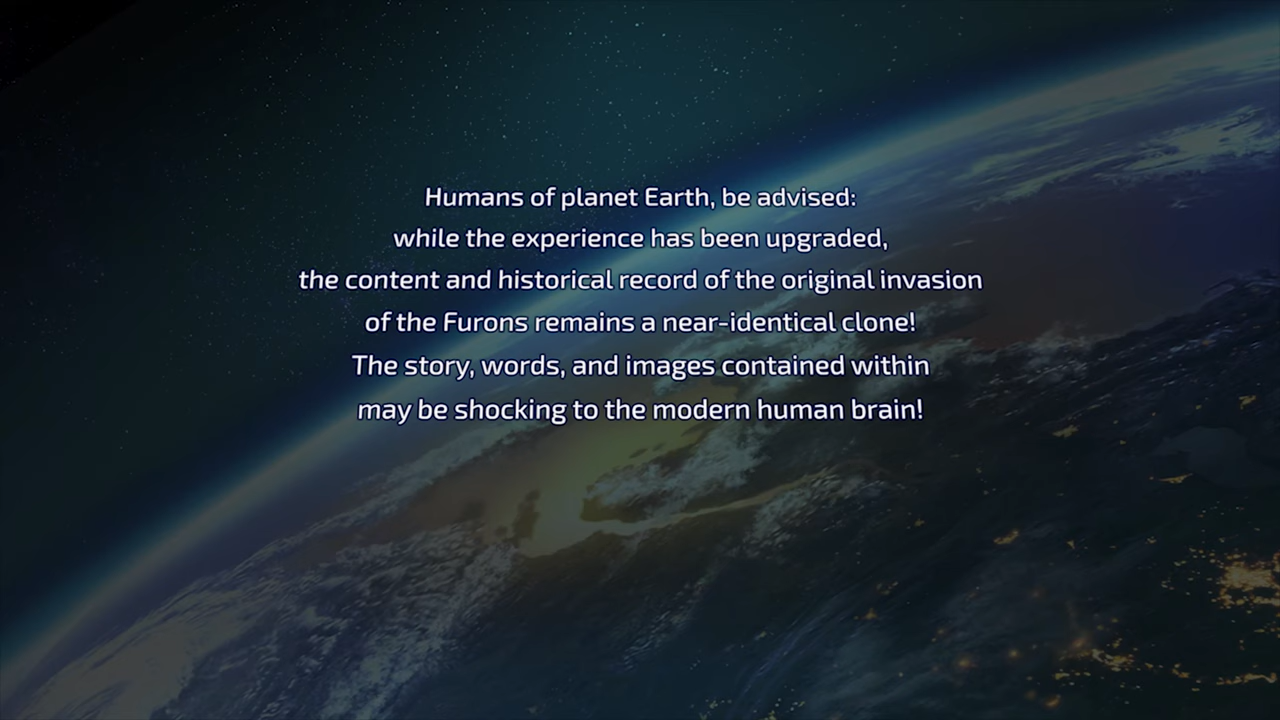 Humans of planet Earth, be advised:
while the experience has been upgraded,
the content and historical record of the original invasion
of the Furons remains a near-identical clone!
The story, words, and images contained within
may be shocking to the modern human brain!